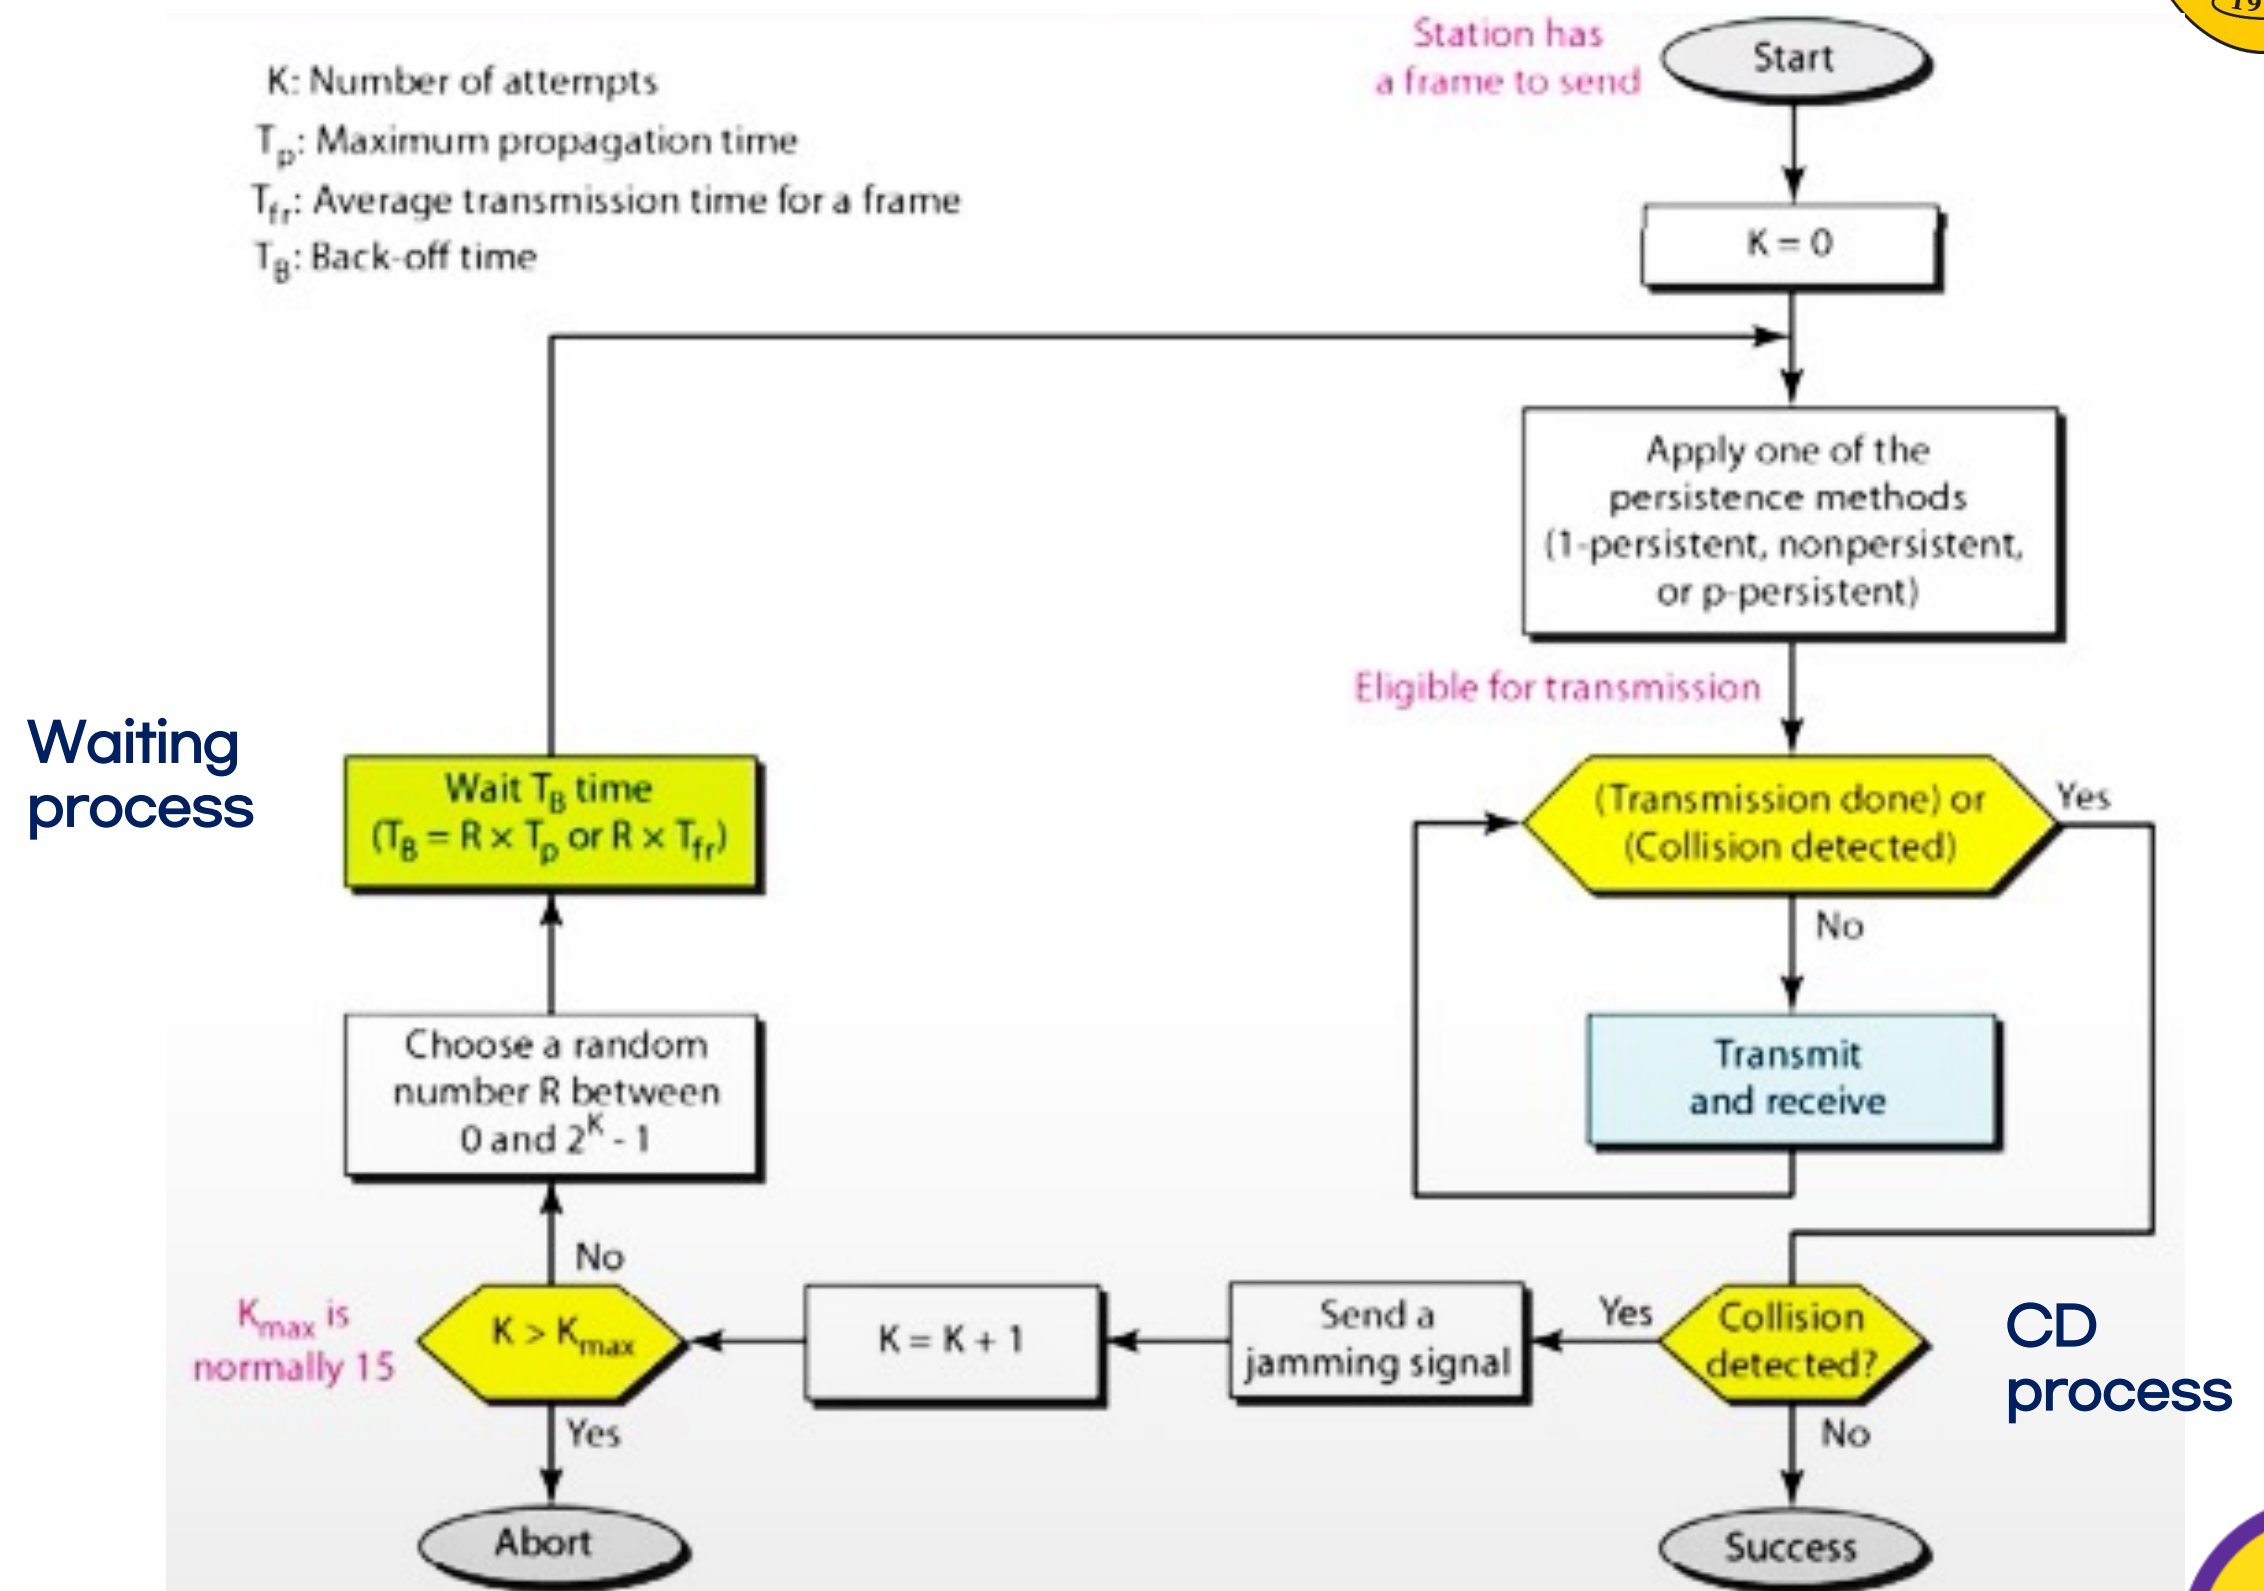 19
K: Number of attempts
Tp: Maximum propagation time
Tfr: Average transmission time for a frame
TB: Back-off time
Station has
a frame to send
Start
K = 0
Apply one of the
persistence methods
(1-persistent, nonpersistent,
or p-persistent)
Eligible for transmission
(Transmission done) or
(Collision detected)
Yes
No
Transmit
and receive
Waiting
process
Wait TB time
(TB = R × Tp or R × Tfr)
Choose a random
number R between
0 and 2^K - 1
No
Kmax is
normally 15
K > Kmax
K = K + 1
Send a
jamming signal
Yes
Collision
detected?
CD
process
Yes
No
Abort
Success